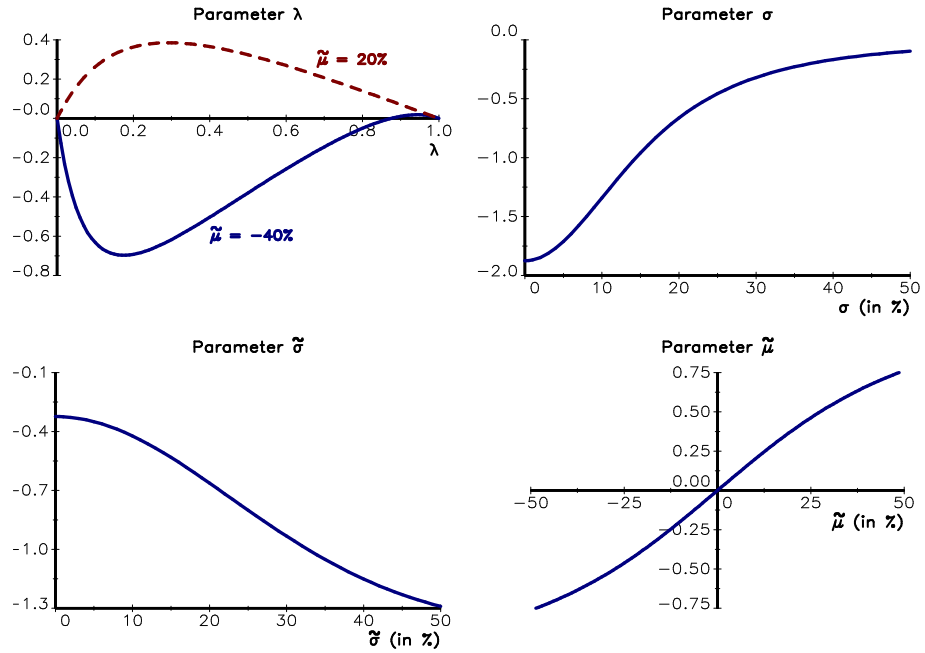 Parameter λ
0.4
0.2
-0.0
-0.2
-0.4
-0.6
-0.8
0.0 0.2 0.4 0.6 0.8 1.0
λ
μ̃ = 20%
μ̃ = -40%
Parameter σ
0.0
-0.5
-1.0
-1.5
-2.0
0 10 20 30 40 50
σ (in %)
Parameter σ̃
-0.1
-0.4
-0.7
-1.0
-1.3
0 10 20 30 40 50
σ̃ (in %)
Parameter μ̃
0.75
0.50
0.25
0.00
-0.25
-0.50
-0.75
-50 -25 0 25 50
μ̃ (in %)